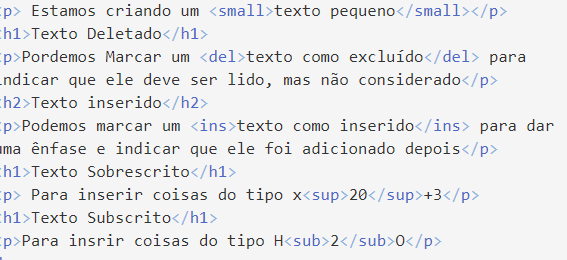 p> Estamos criando um <small>texto pequeno</small></p>
h1>Texto Deletado</h1>
p>Pordemos Marcar um <del>texto como excluído</del> para
indicar que ele deve ser lido, mas não considerado</p>
h2>Texto inserido</h2>
p>Podemos marcar um <ins>texto como inserido</ins> para dar
uma ênfase e indicar que ele foi adicionado depois</p>
h1>Texto Sobrescrito</h1>
p> Para inserir coisas do tipo x<sup>20</sup>+3</p>
h1>Texto Subscrito</h1>
p>Para insrir coisas do tipo H<sub>2</sub>O</p>